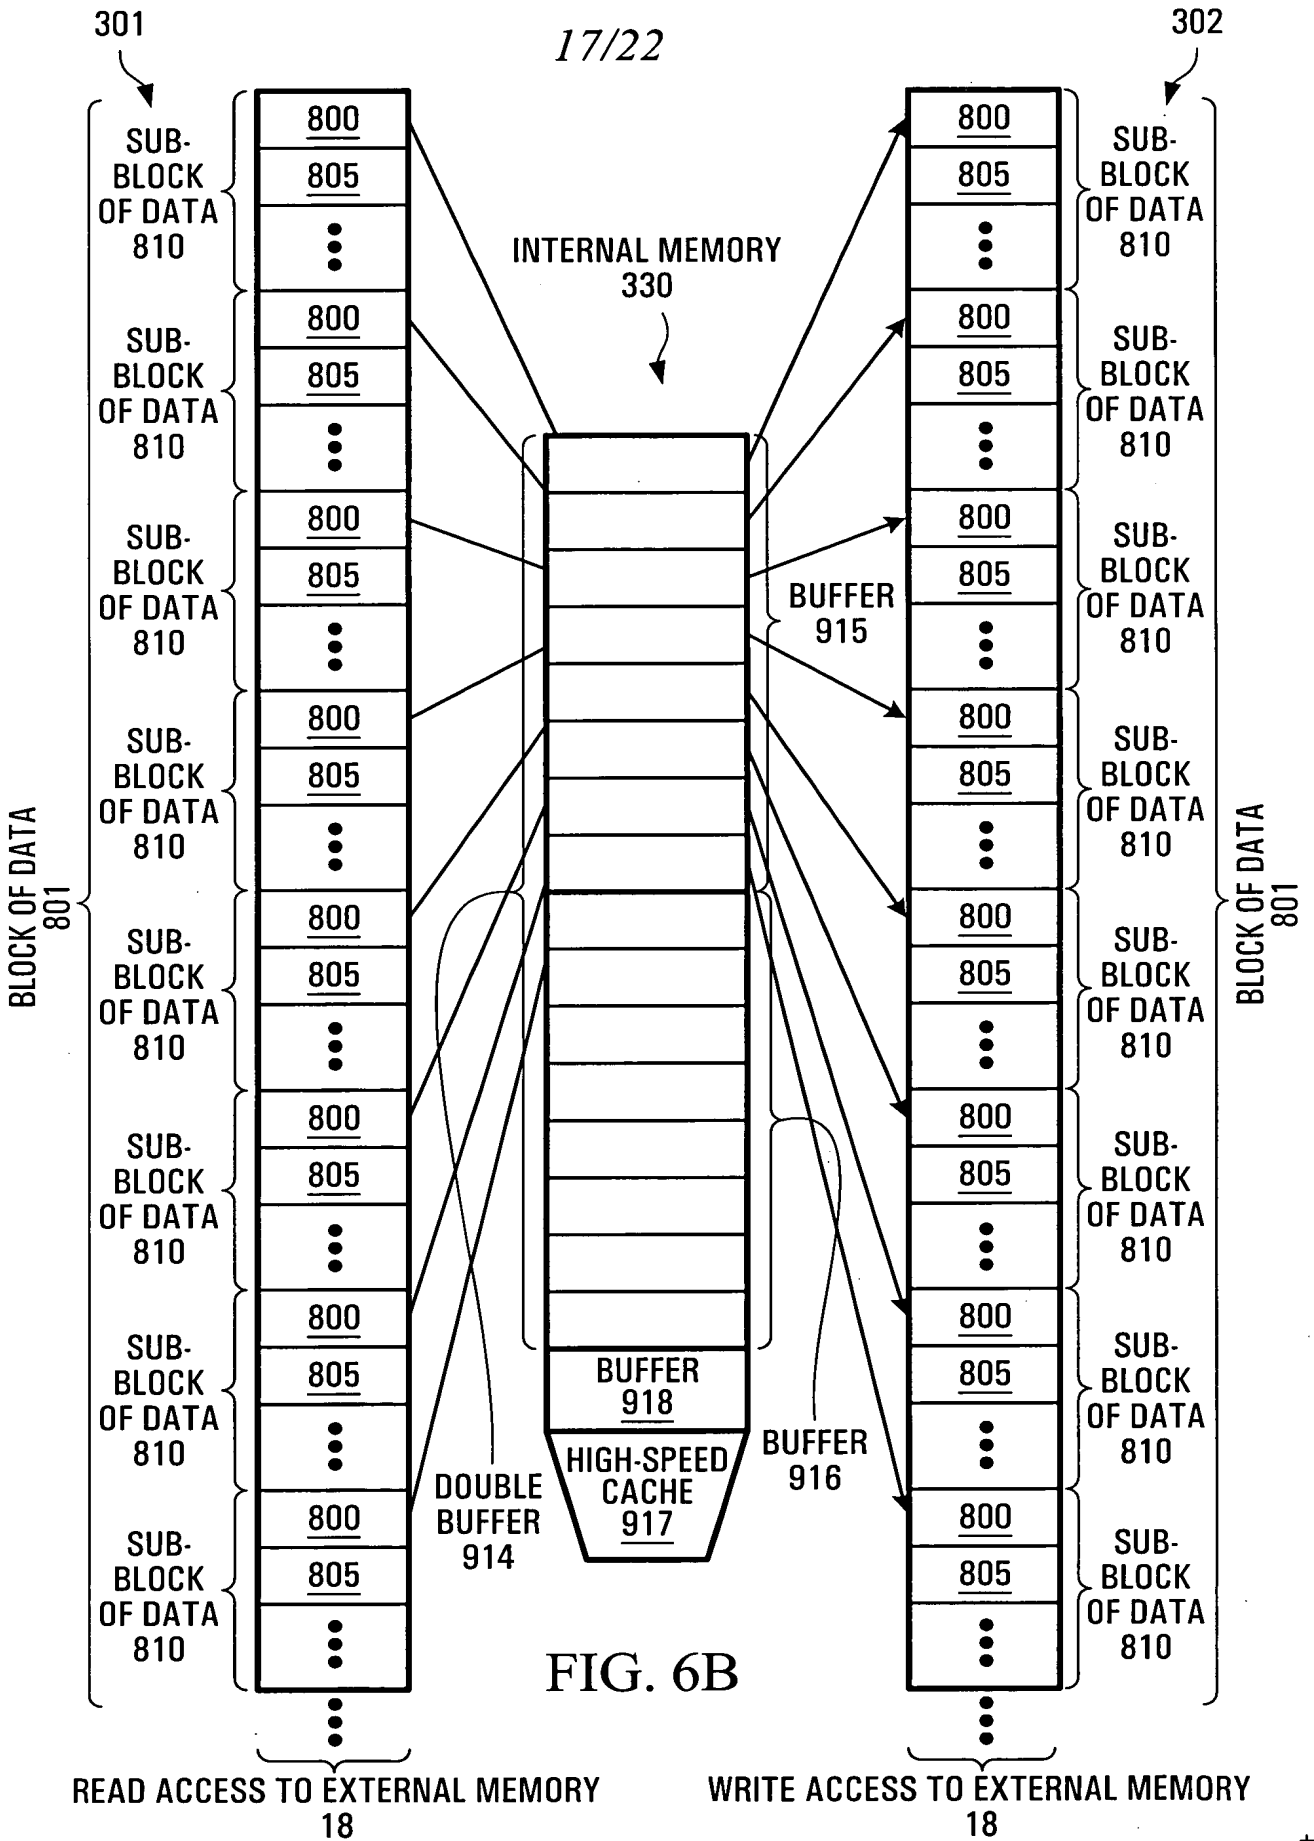 301
17/22
302
BLOCK OF DATA
801
SUB-
BLOCK
OF DATA
810
SUB-
BLOCK
OF DATA
810
SUB-
BLOCK
OF DATA
810
SUB-
BLOCK
OF DATA
810
SUB-
BLOCK
OF DATA
810
SUB-
BLOCK
OF DATA
810
SUB-
BLOCK
OF DATA
810
SUB-
BLOCK
OF DATA
810
800
805
800
805
800
805
800
805
800
805
800
805
800
805
800
805
INTERNAL MEMORY
330
BUFFER
915
BUFFER
918
HIGH-SPEED
CACHE
917
DOUBLE
BUFFER
914
BUFFER
916
800
805
800
805
800
805
800
805
800
805
800
805
800
805
800
805
SUB-
BLOCK
OF DATA
810
SUB-
BLOCK
OF DATA
810
SUB-
BLOCK
OF DATA
810
SUB-
BLOCK
OF DATA
810
SUB-
BLOCK
OF DATA
810
SUB-
BLOCK
OF DATA
810
SUB-
BLOCK
OF DATA
810
SUB-
BLOCK
OF DATA
810
BLOCK OF DATA
801
FIG. 6B
READ ACCESS TO EXTERNAL MEMORY
18
WRITE ACCESS TO EXTERNAL MEMORY
18